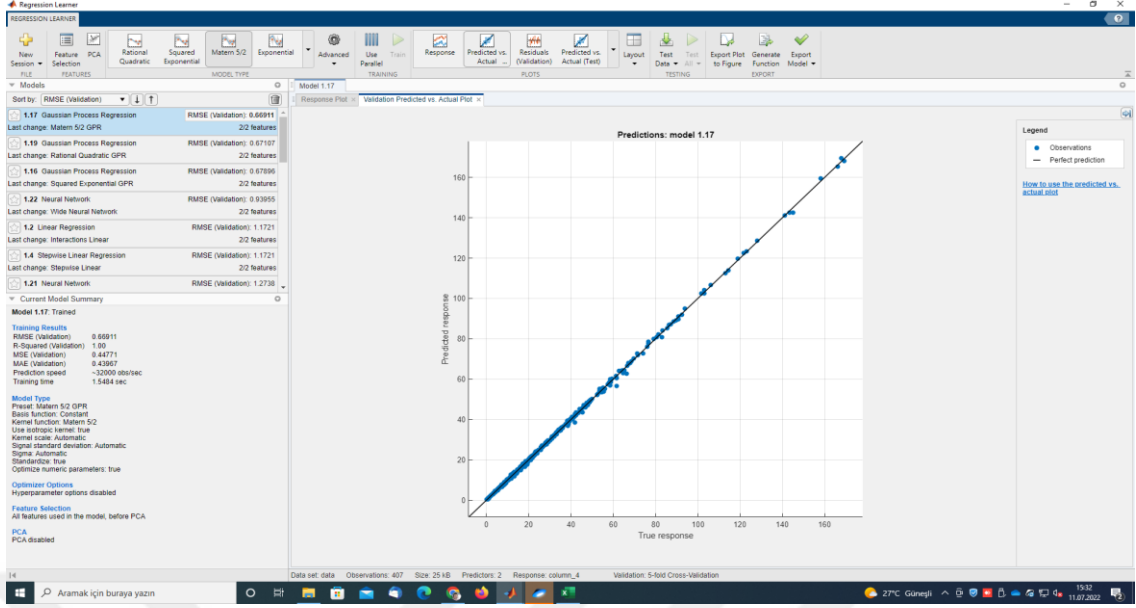 Regression Learner
REGRESSION LEARNER
New Session
Feature Selection
PCA
Rational Quadratic
Squared Exponential
Matern 5/2
Exponential
Advanced
Use Parallel
Train
Response
Predicted vs. Actual
Residuals (Validation)
Predicted vs. Actual (Test)
Layout
Test Data
Test All
Export Plot to Figure
Generate Function
Export Model
FILE
FEATURES
MODEL TYPE
TRAINING
PLOTS
TESTING
EXPORT
Models
Sort by: RMSE (Validation)
1.17 Gaussian Process Regression RMSE (Validation): 0.66911
Last change: Matern 5/2 GPR 2/2 features
1.19 Gaussian Process Regression RMSE (Validation): 0.67107
Last change: Rational Quadratic GPR 2/2 features
1.16 Gaussian Process Regression RMSE (Validation): 0.67896
Last change: Squared Exponential GPR 2/2 features
1.22 Neural Network RMSE (Validation): 0.93955
Last change: Wide Neural Network 2/2 features
1.2 Linear Regression RMSE (Validation): 1.1721
Last change: Interactions Linear 2/2 features
1.4 Stepwise Linear Regression RMSE (Validation): 1.1721
Last change: Stepwise Linear 2/2 features
1.21 Neural Network RMSE (Validation): 1.2738
Current Model Summary
Model 1.17: Trained
Training Results
RMSE (Validation) 0.66911
R-Squared (Validation) 1.00
MSE (Validation) 0.44771
MAE (Validation) 0.43967
Prediction speed ~32000 obs/sec
Training time 1.5484 sec
Model Type
Preset: Matern 5/2 GPR
Basis function: Constant
Kernel function: Matern 5/2
Use isotropic kernel: true
Kernel scale: Automatic
Signal standard deviation: Automatic
Sigma: Automatic
Standardize: true
Optimize numeric parameters: true
Optimizer Options
Hyperparameter options disabled
Feature Selection
All features used in the model, before PCA
PCA
PCA disabled
Model 1.17
Response Plot
Validation Predicted vs. Actual Plot
Predictions: model 1.17
Predicted response
160
140
120
100
80
60
40
20
0
0 20 40 60 80 100 120 140 160
True response
Legend
Observations
Perfect prediction
How to use the predicted vs.
actual plot
Data set: data Observations: 407 Size: 25 kB Predictors: 2 Response: column_4 Validation: 5-fold Cross-Validation
Aramak için buraya yazın
27°C Güneşli
15:32
11.07.2022
2